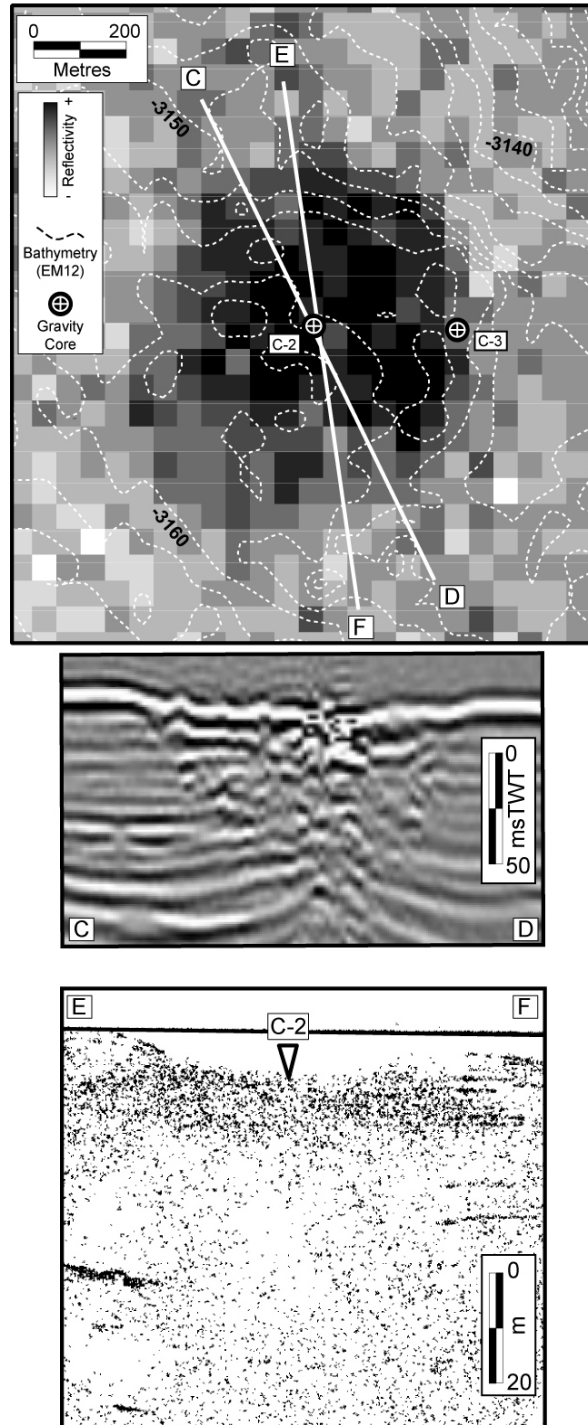 0 200
Metres
C
E
-3150
-3140
+
Reflectivity
-
Bathymetry
(EM12)
Gravity
Core
C-2
C-3
-3160
D
F
0
msTWT
50
C
D
E
F
C-2
0
m
20